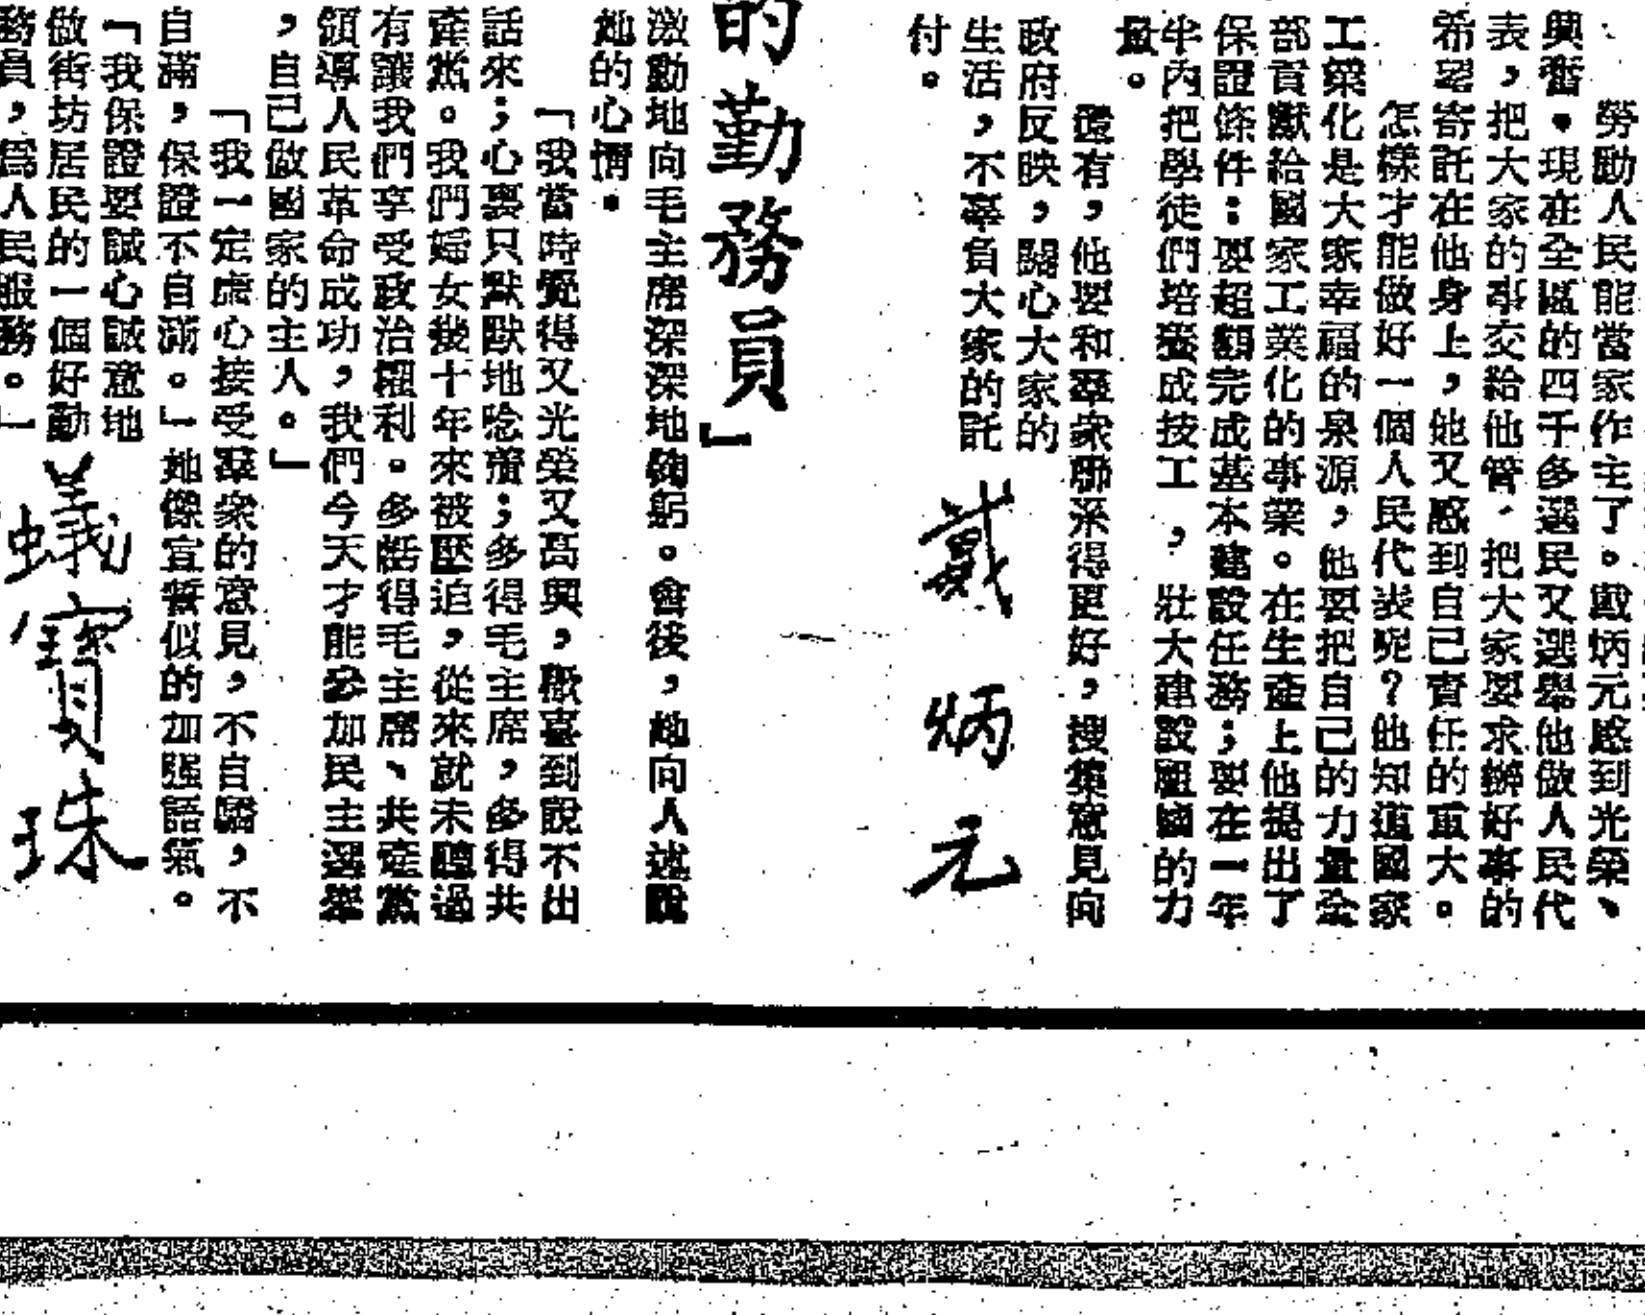 勞動人民能當家作主了。戴炳元感到光榮、
興奮。現在全區的四千多選民又選舉他做人民代
表，把大家的事交給他管，把大家要求辦好事的
希望寄託在他身上，他又感到自己責任的重大。
怎樣才能做好一個人民代表呢？他知道國家
工業化是大家幸福的泉源，他要把自己的力量全
部貢獻給國家工業化的事業。在生產上他提出了
保證條件：要超額完成基本建設任務；要在一年
半內把學徒們培養成技工，壯大建設祖國的力
量。
還有，他要和羣衆聯系得更好，搜集意見向
政府反映，關心大家的
生活，不辜負大家的託
付。
戴炳元
的勤務員」
激動地向毛主席深深地鞠躬。會後，她向人述說
她的心情。
「我當時覺得又光榮又高興，歡喜到說不出
話來；心裏只默默地唸着；多得毛主席，多得共
產黨。我們婦女幾十年來被壓迫，從來就未聽過
有讓我們享受政治權利。多謝得毛主席、共產黨
領導人民革命成功，我們今天才能參加民主選舉
，自己做國家的主人。」
「我一定虛心接受羣衆的意見，不自驕，不
自滿，保證不自滿。」她像宣誓似的加强語氣。
「我保證要誠心誠意地
做街坊居民的一個好勤
務員，爲人民服務。」
蟻寶珠